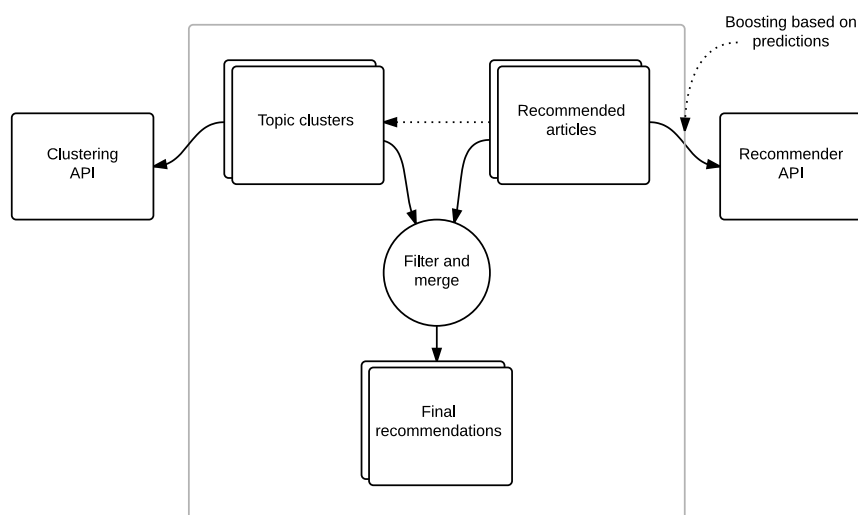 Boosting based on
predictions
Topic clusters
Recommended
articles
Clustering
API
Recommender
API
Filter and
merge
Final
recommendations